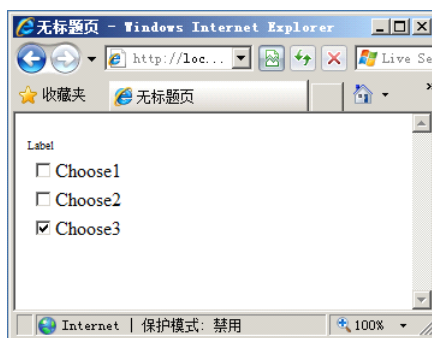 无标题页 - Windows Internet Explorer
http://loc...
Live Se
收藏夹
无标题页
»
Label
Choose1
Choose2
Choose3
Internet | 保护模式: 禁用
100%